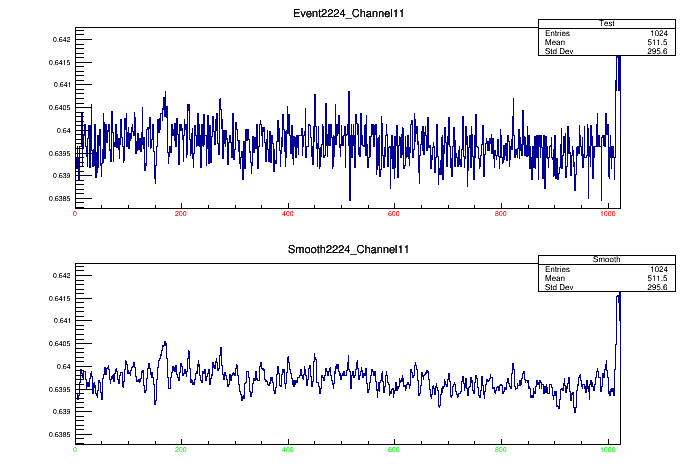 Event2224_Channel11
Test
Entries 1024
Mean 511.5
Std Dev 295.6
0.642
0.6415
0.641
0.6405
0.64
0.6395
0.639
0.6385
0 200 400 600 800 1000
Smooth2224_Channel11
Smooth
Entries 1024
Mean 511.5
Std Dev 295.6
0.642
0.6415
0.641
0.6405
0.64
0.6395
0.639
0.6385
0 200 400 600 800 1000